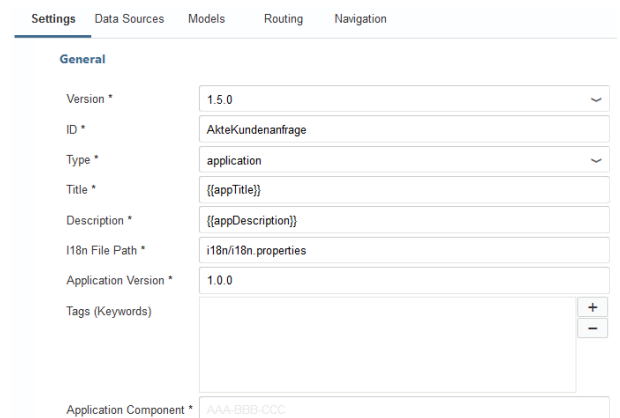 Settings Data Sources Models Routing Navigation
General
Version * 1.5.0
ID * AkteKundenanfrage
Type * application
Title * {{appTitle}}
Description * {{appDescription}}
I18n File Path * i18n/i18n.properties
Application Version * 1.0.0
Tags (Keywords) +
−
Application Component * AAA-BBB-CCC